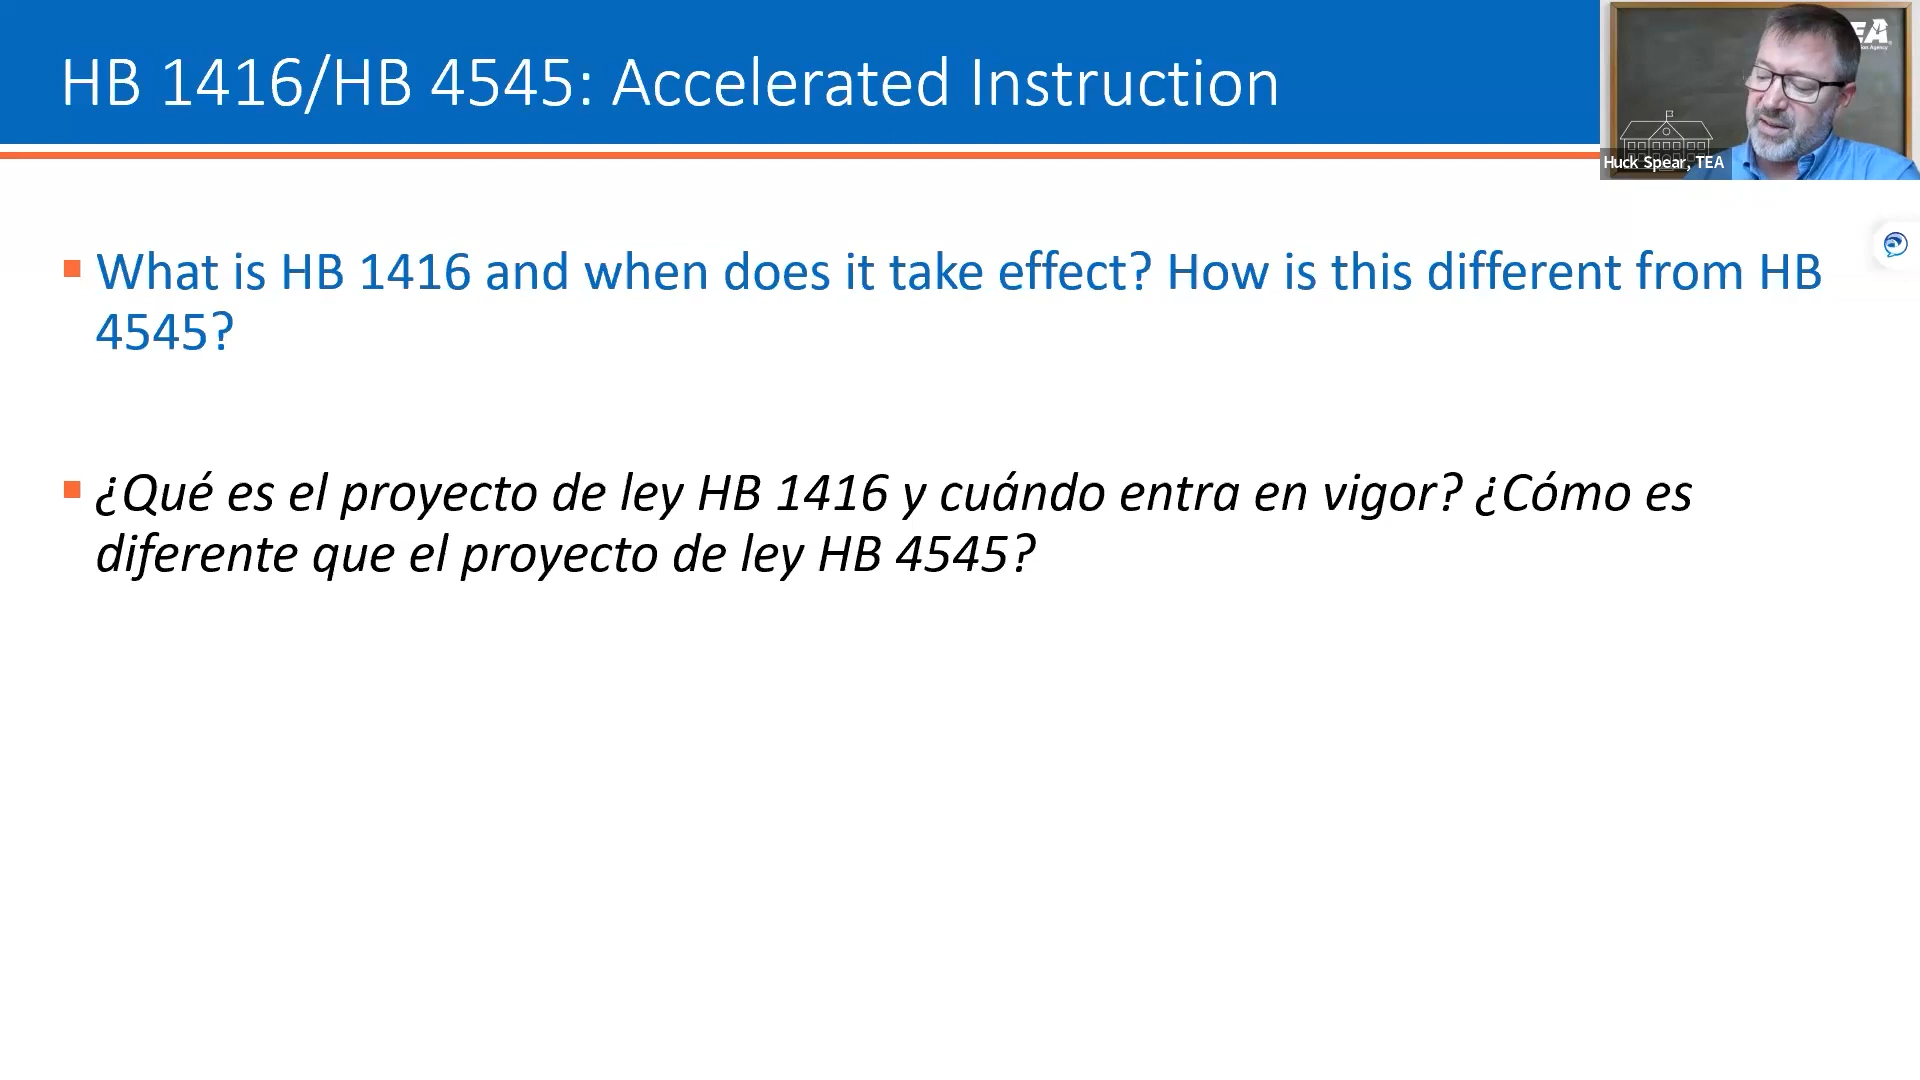 HB 1416/HB 4545: Accelerated Instruction
EA
Huck Spear, TEA
What is HB 1416 and when does it take effect? How is this different from HB
4545?
¿Qué es el proyecto de ley HB 1416 y cuándo entra en vigor? ¿Cómo es
diferente que el proyecto de ley HB 4545?